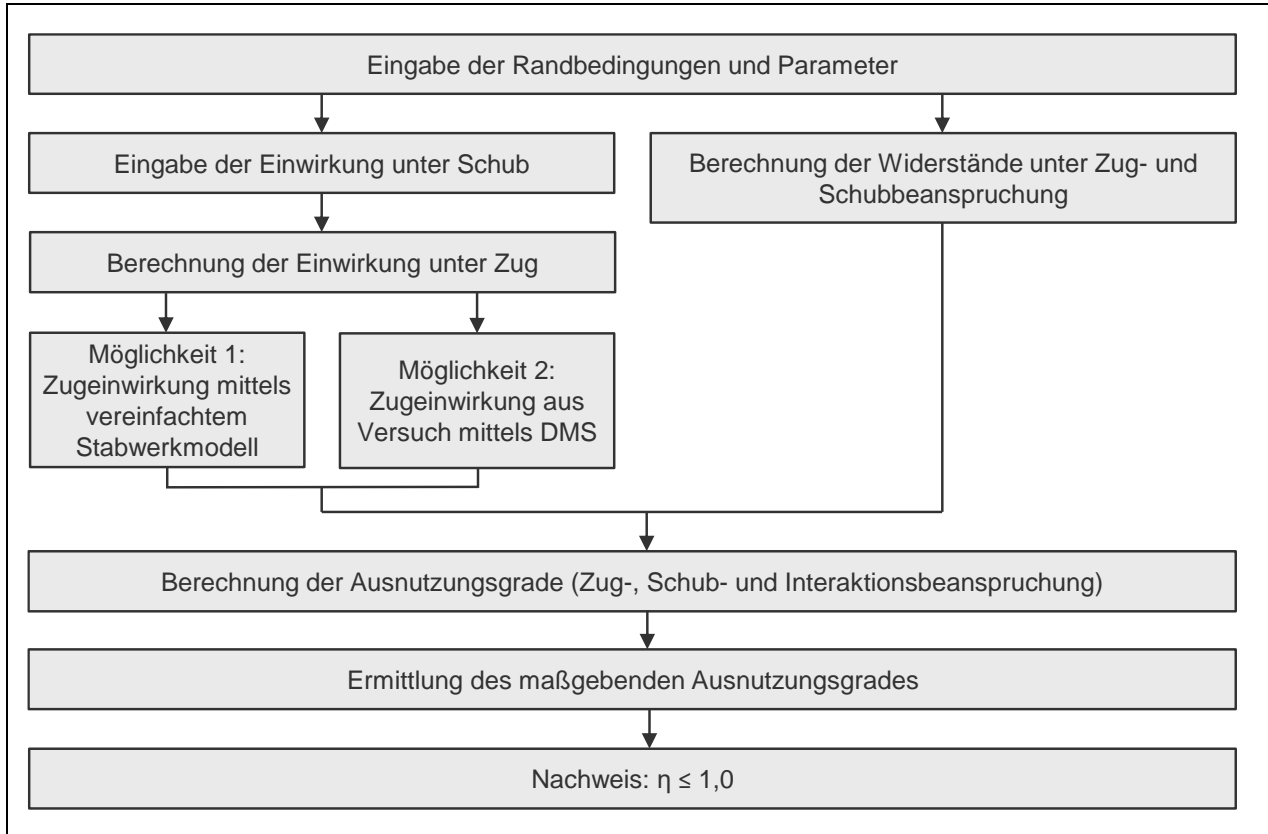 Eingabe der Randbedingungen und Parameter
Eingabe der Einwirkung unter Schub
Berechnung der Widerstände unter Zug- und
Schubbeanspruchung
Berechnung der Einwirkung unter Zug
Möglichkeit 1:
Zugeinwirkung mittels
vereinfachtem
Stabwerkmodell
Möglichkeit 2:
Zugeinwirkung aus
Versuch mittels DMS
Berechnung der Ausnutzungsgrade (Zug-, Schub- und Interaktionsbeanspruchung)
Ermittlung des maßgebenden Ausnutzungsgrades
Nachweis: η ≤ 1,0